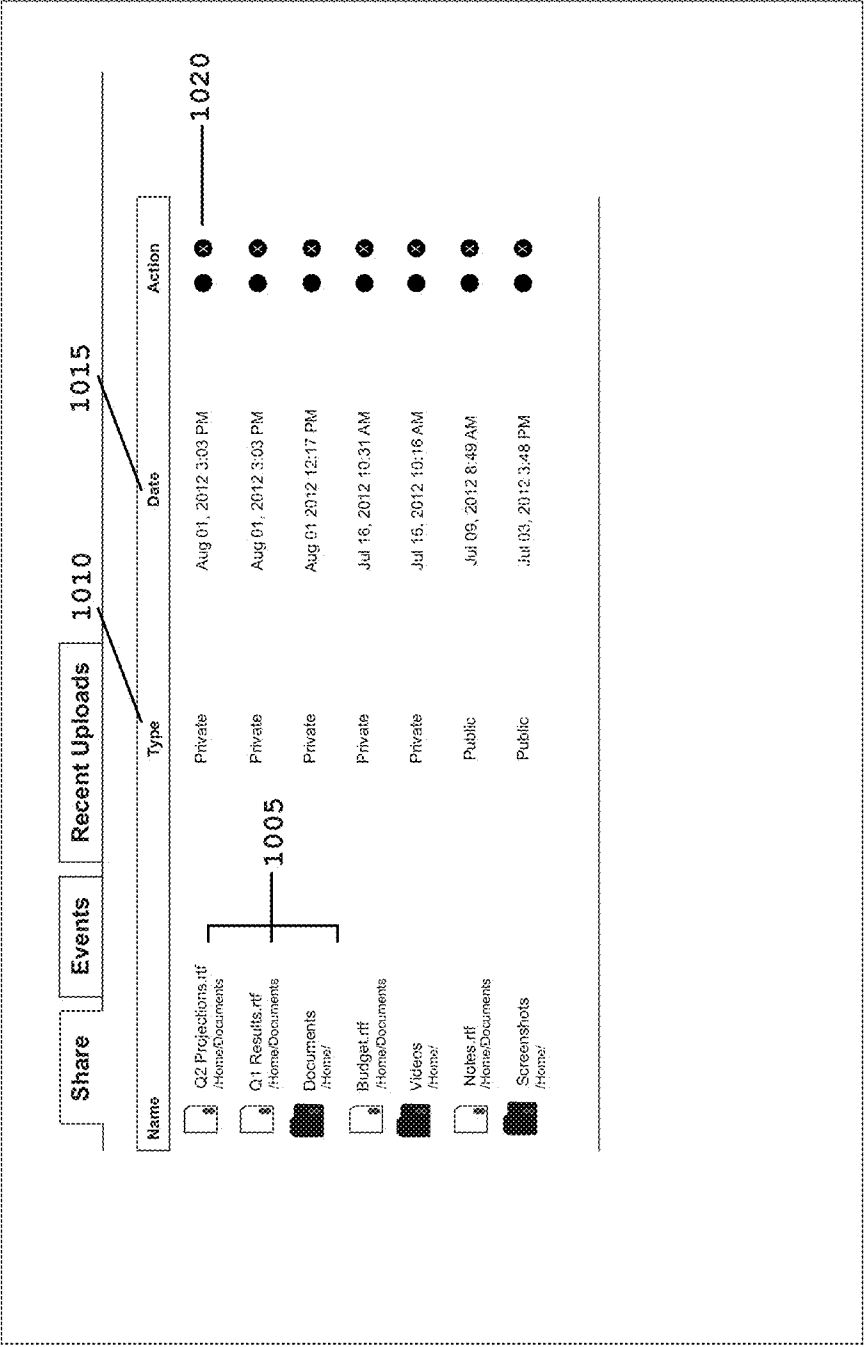 1010 1015 1020
Share Events Recent Uploads
Name Type Date Action
Q2 Projections.rtf Private Aug 01, 2012 3:03 PM X
/Home/Documents
Q1 Results.rtf Private Aug 01, 2012 3:03 PM X
/Home/Documents
1005
Documents Private Aug 01 2012 12:17 PM X
/Home/
Budget.rtf Private Jul 16, 2012 10:31 AM X
/Home/Documents
Videos Private Jul 15, 2012 10:16 AM X
/Home/
Notes.rtf Public Jul 09, 2012 8:49 AM X
/Home/Documents
Screenshots Public Jul 03, 2012 3:48 PM X
/Home/